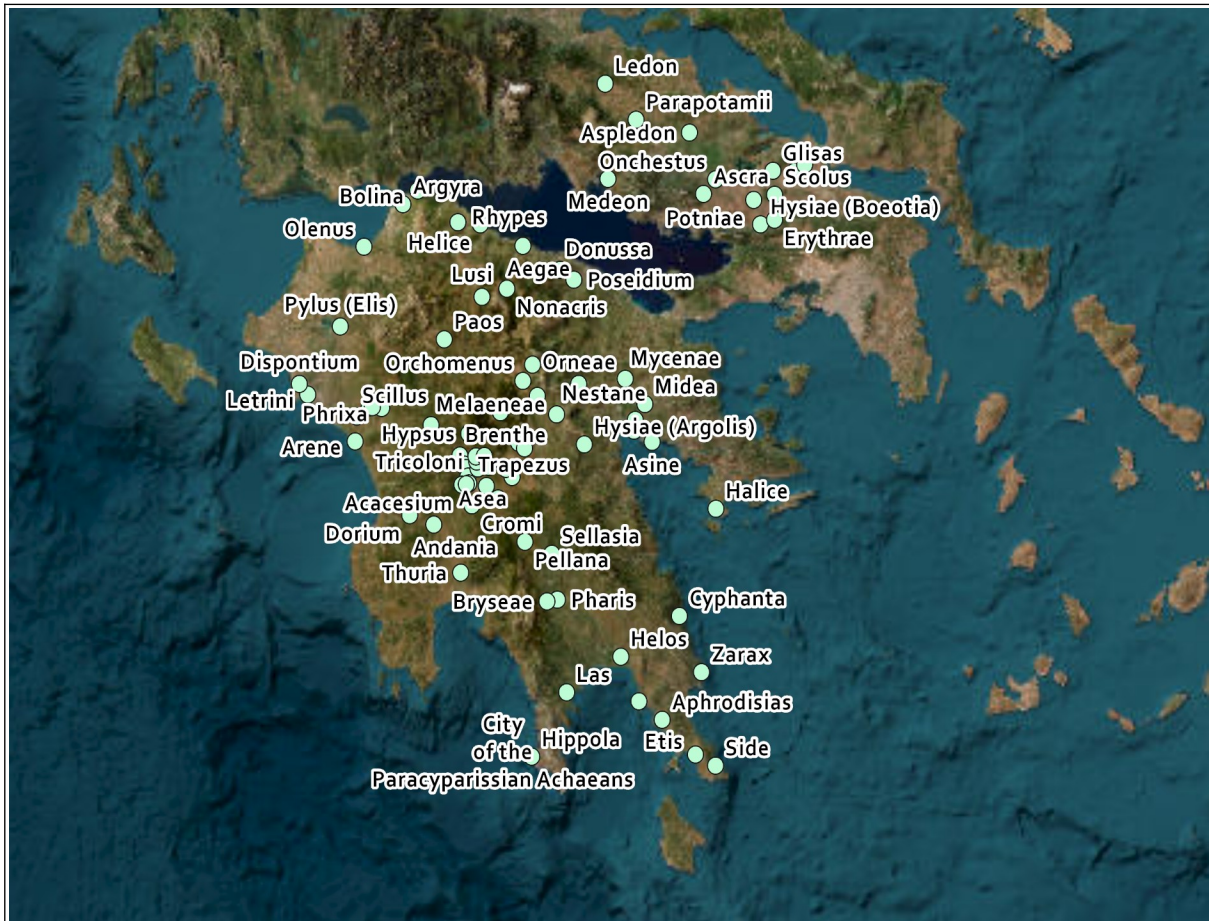 Ledon
Parapotamii
Aspledon
Glisas
Onchestus
Ascra
Scolus
Argyra
Bolina
Medeon
Hysiae (Boeotia)
Potniae
Rhypes
Olenus
Erythrae
Helice
Donussa
Lusi
Aegae
Poseidium
Pylus (Elis)
Nonacris
Paos
Dispontium
Orchomenus
Orneae
Mycenae
Midea
Scillus
Nestane
Letrini
Melaeneae
Phrixa
Hysiae (Argolis)
Hypsus
Brenthe
Arene
Tricoloni
Trapezus
Asine
Halice
Acacesium
Asea
Cromi
Dorium
Sellasia
Andania
Pellana
Thuria
Bryseae
Pharis
Cyphanta
Helos
Zarax
Las
Aphrodisias
City
of the
Paracyparissian Achaeans
Hippola
Etis
Side